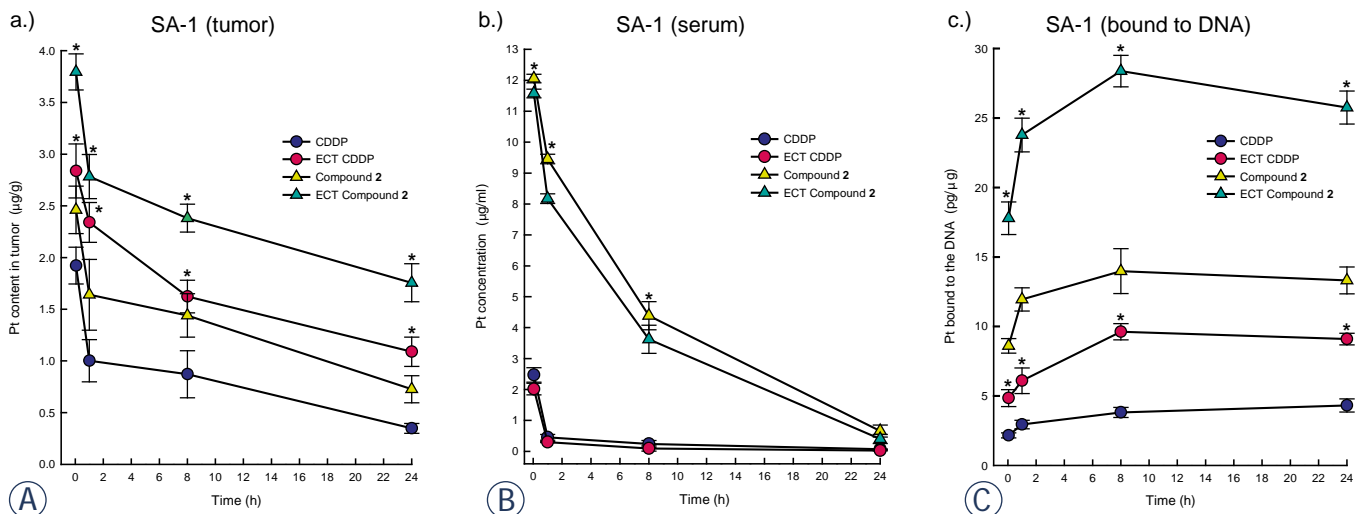 a.)
SA-1 (tumor)
Pt content in tumor (µg/g)
4.0
3.5
3.0
2.5
2.0
1.5
1.0
0.5
0.0
*
*
*
*
*
*
*
*
CDDP
ECT CDDP
Compound 2
ECT Compound 2
0 2 4 6 8 10 12 14 16 18 20 22 24
Time (h)
A
b.)
SA-1 (serum)
Pt concentration (µg/ml)
13
12
11
10
9
8
7
6
5
4
3
2
1
0
*
*
*
CDDP
ECT CDDP
Compound 2
ECT Compound 2
0 2 4 6 8 10 12 14 16 18 20 22 24
Time (h)
B
c.)
SA-1 (bound to DNA)
Pt bound to the DNA (pg/µg)
30
25
20
15
10
5
0
*
*
*
*
*
*
*
*
CDDP
ECT CDDP
Compound 2
ECT Compound 2
0 2 4 6 8 10 12 14 16 18 20 22 24
Time (h)
C